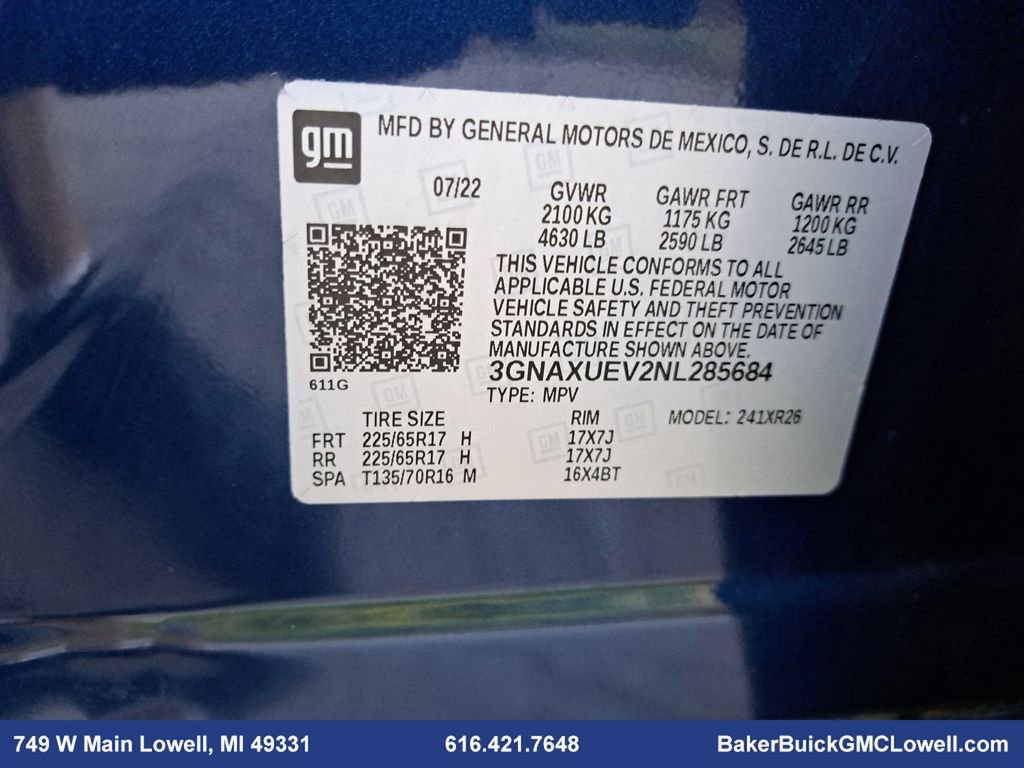 gm
MFD BY GENERAL MOTORS DE MEXICO, S. DE R.L. DE C.V.
07/22
GVWR GAWR FRT GAWR RR
2100 KG 1175 KG 1200 KG
4630 LB 2590 LB 2645 LB
THIS VEHICLE CONFORMS TO ALL
APPLICABLE U.S. FEDERAL MOTOR
VEHICLE SAFETY AND THEFT PREVENTION
STANDARDS IN EFFECT ON THE DATE OF
MANUFACTURE SHOWN ABOVE.
3GNAXUEV2NL285684
611G
TYPE: MPV
TIRE SIZE RIM MODEL: 241XR26
FRT 225/65R17 H 17X7J
RR 225/65R17 H 17X7J
SPA T135/70R16 M 16X4BT
749 W Main Lowell, MI 49331 616.421.7648 BakerBuickGMCLowell.com